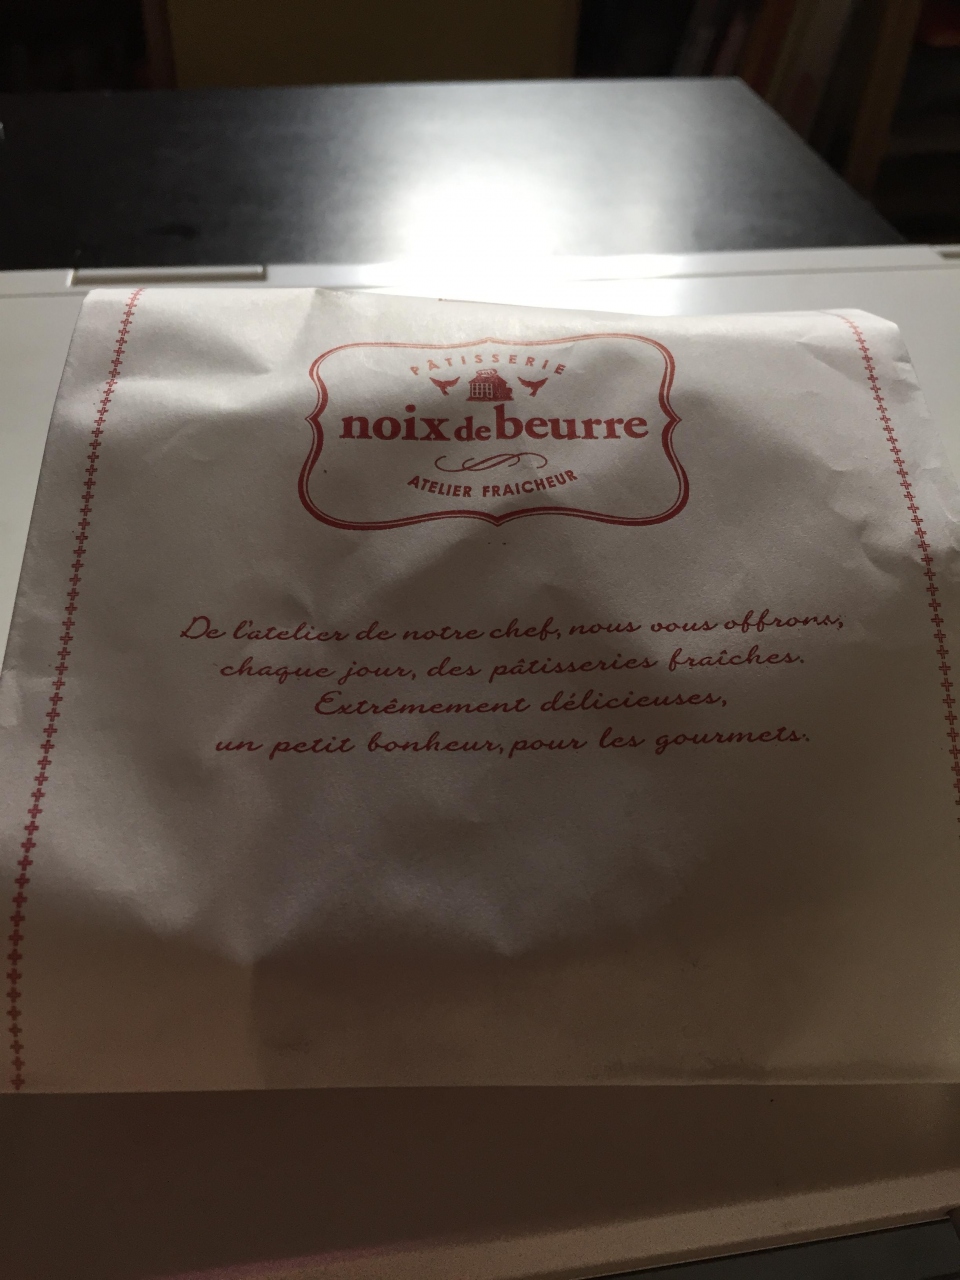 PÂTISSERIE
noix de beurre
ATELIER FRAICHEUR
De l'atelier de notre chef, nous vous offrons,
chaque jour, des pâtisseries fraîches.
Extrêmement délicieuses,
un petit bonheur, pour les gourmets.